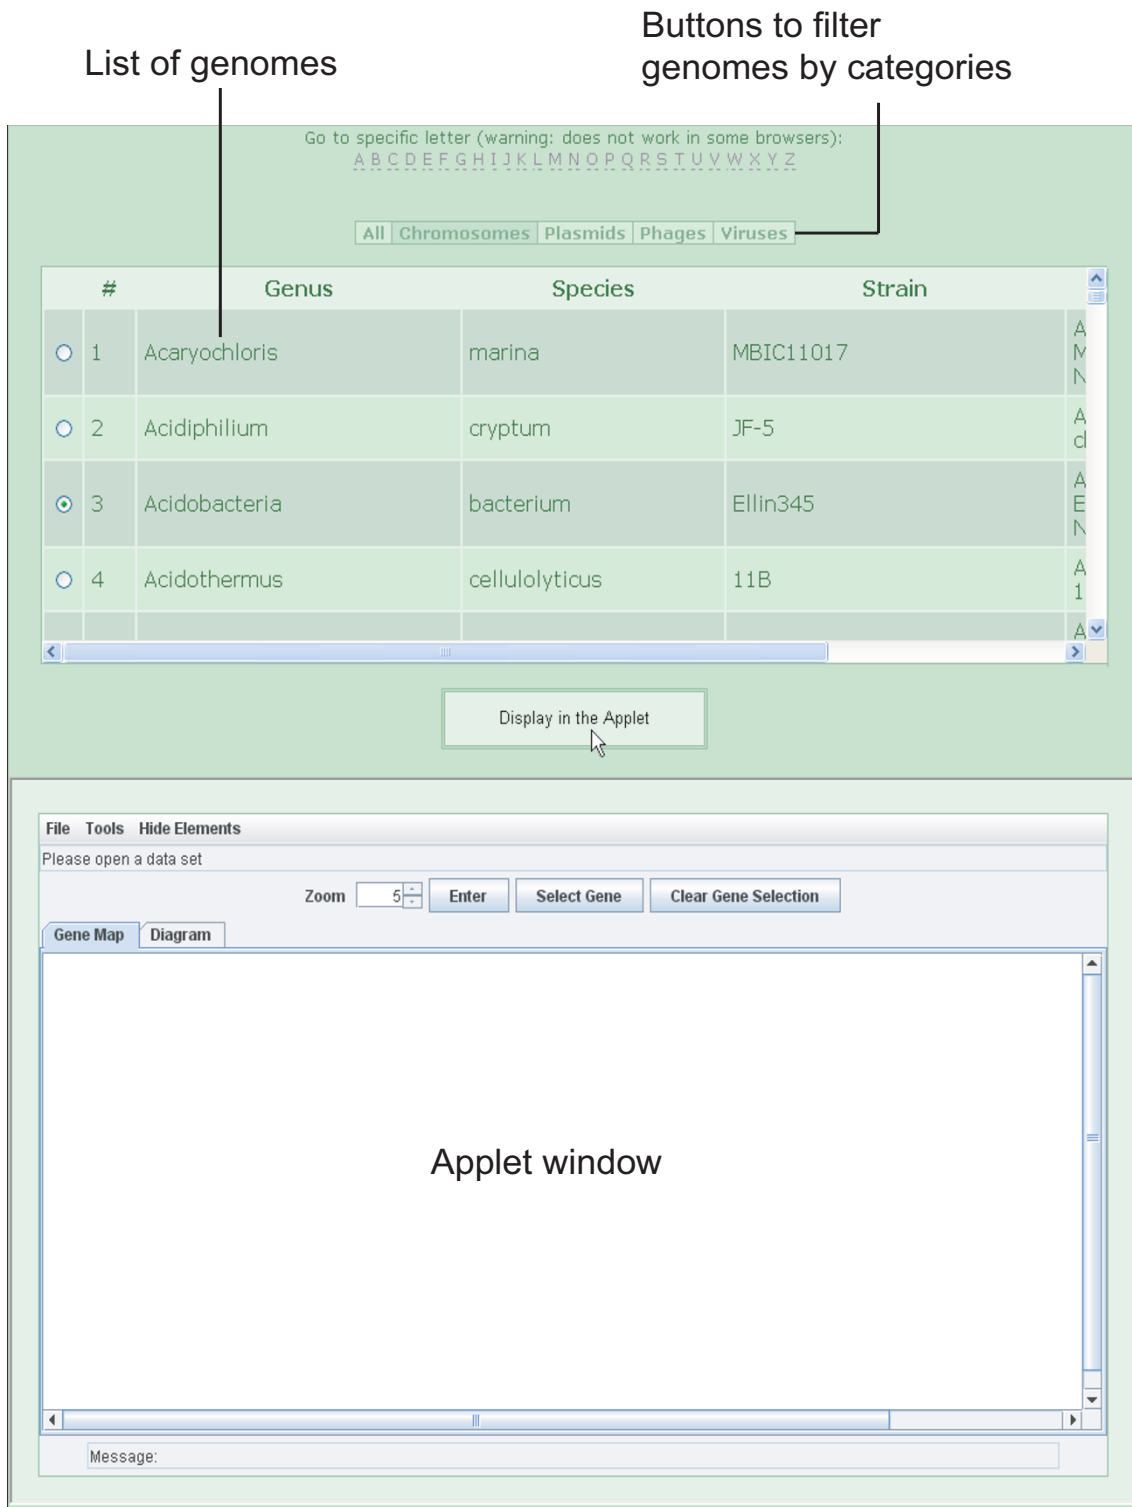 List of genomes
Buttons to filter
genomes by categories
Go to specific letter (warning: does not work in some browsers):
A B C D E F G H I J K L M N O P Q R S T U V W X Y Z
All Chromosomes Plasmids Phages Viruses
# Genus Species Strain
1 Acaryochloris marina MBIC11017 A
M
N
2 Acidiphilium cryptum JF-5 A
3 Acidobacteria bacterium Ellin345 A
E
N
4 Acidothermus cellulolyticus 11B A
1
A
Display in the Applet
File Tools Hide Elements
Please open a data set
Zoom 5 Enter Select Gene Clear Gene Selection
Gene Map Diagram
Applet window
Message: